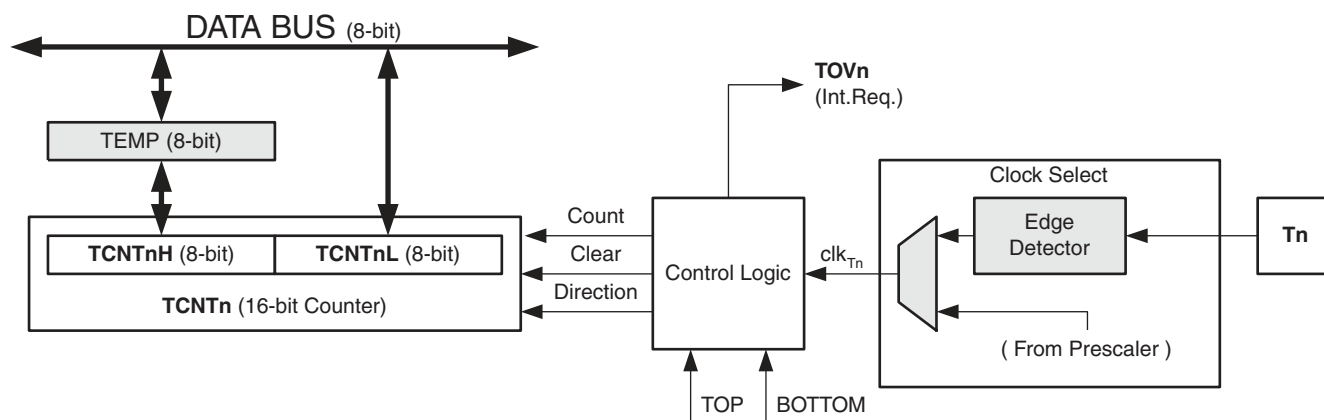 DATA BUS (8-bit)
TEMP (8-bit)
TCNTnH (8-bit)
TCNTnL (8-bit)
TCNTn (16-bit Counter)
Count
Clear
Direction
Control Logic
TOVn
(Int.Req.)
TOP
BOTTOM
clkTn
Clock Select
Edge
Detector
( From Prescaler )
Tn